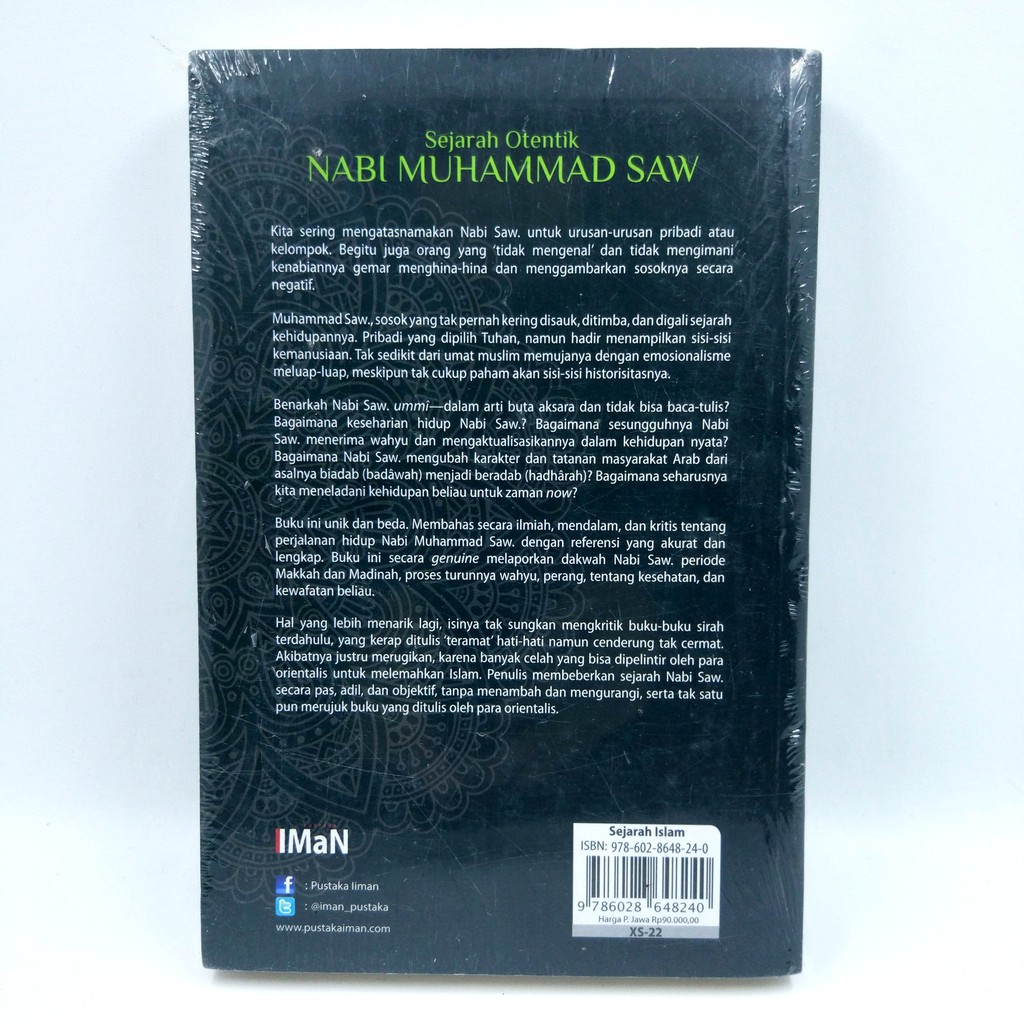 Sejarah Otentik
NABI MUHAMMAD SAW
Kita sering mengatasnamakan Nabi Saw. untuk urusan-urusan pribadi atau
kelompok. Begitu juga orang yang ‘tidak mengenal’ dan tidak mengimani
kenabiannya gemar menghina-hina dan menggambarkan sosoknya secara
negatif.
Muhammad Saw., sosok yang tak pernah kering disauk, ditimba, dan digali sejarah
kehidupannya. Pribadi yang dipilih Tuhan, namun hadir menampilkan sisi-sisi
kemanusiaan. Tak sedikit dari umat muslim memujanya dengan emosionalisme
meluap-luap, meskipun tak cukup paham akan sisi-sisi historisitasnya.
Benarkah Nabi Saw. ummi—dalam arti buta aksara dan tidak bisa baca-tulis?
Bagaimana keseharian hidup Nabi Saw.? Bagaimana sesungguhnya Nabi
Saw. menerima wahyu dan mengaktualisasikannya dalam kehidupan nyata?
Bagaimana Nabi Saw. mengubah karakter dan tatanan masyarakat Arab dari
asalnya biadab (badâwah) menjadi beradab (hadhârah)? Bagaimana seharusnya
kita meneladani kehidupan beliau untuk zaman now?
Buku ini unik dan beda. Membahas secara ilmiah, mendalam, dan kritis tentang
perjalanan hidup Nabi Muhammad Saw. dengan referensi yang akurat dan
lengkap. Buku ini secara genuine melaporkan dakwah Nabi Saw. periode
Makkah dan Madinah, proses turunnya wahyu, perang, tentang kesehatan, dan
kewafatan beliau.
Hal yang lebih menarik lagi, isinya tak sungkan mengkritik buku-buku sirah
terdahulu, yang kerap ditulis ‘teramat’ hati-hati namun cenderung tak cermat.
Akibatnya justru merugikan, karena banyak celah yang bisa dipelintir oleh para
orientalis untuk melemahkan Islam. Penulis membeberkan sejarah Nabi Saw.
secara pas, adil, dan objektif, tanpa menambah dan mengurangi, serta tak satu
pun merujuk buku yang ditulis oleh para orientalis.
IMaN
: Pustaka Iiman
: @iman_pustaka
www.pustakaiman.com
Sejarah Islam
ISBN: 978-602-8648-24-0
9 786028 648240
Harga P. Jawa Rp90.000,00
XS-22